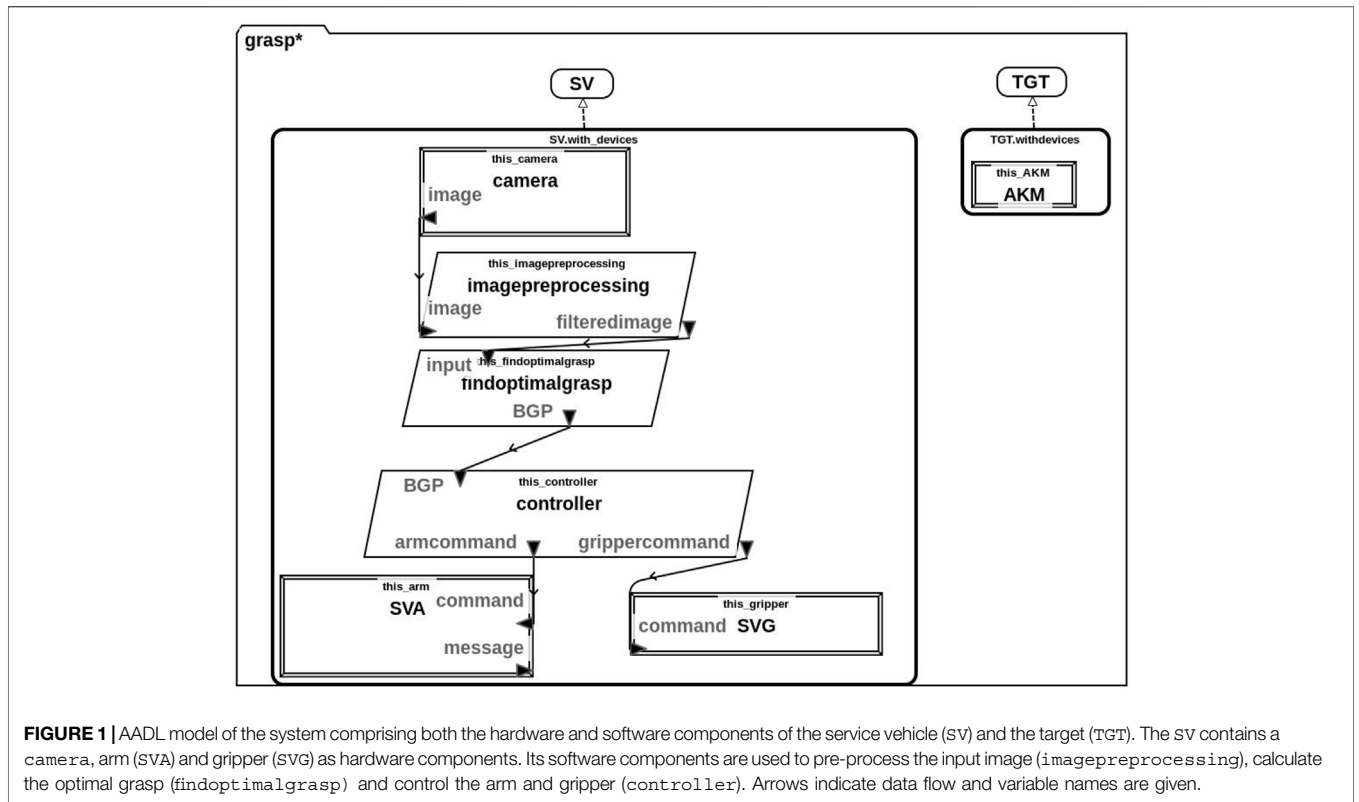 grasp*
SV
TGT
SV.with_devices
TGT.withdevices
this_camera
camera
image
this_AKM
AKM
this_imagepreprocessing
imagepreprocessing
image
filteredimage
input this_findoptimalgrasp
findoptimalgrasp
BGP
BGP
this_controller
controller
armcommand
grippercommand
this_arm
SVA
command
message
this_gripper
command SVG
FIGURE 1 | AADL model of the system comprising both the hardware and software components of the service vehicle (SV) and the target (TGT). The SV contains a
camera, arm (SVA) and gripper (SVG) as hardware components. Its software components are used to pre-process the input image (imagepreprocessing), calculate
the optimal grasp (findoptimalgrasp) and control the arm and gripper (controller). Arrows indicate data flow and variable names are given.